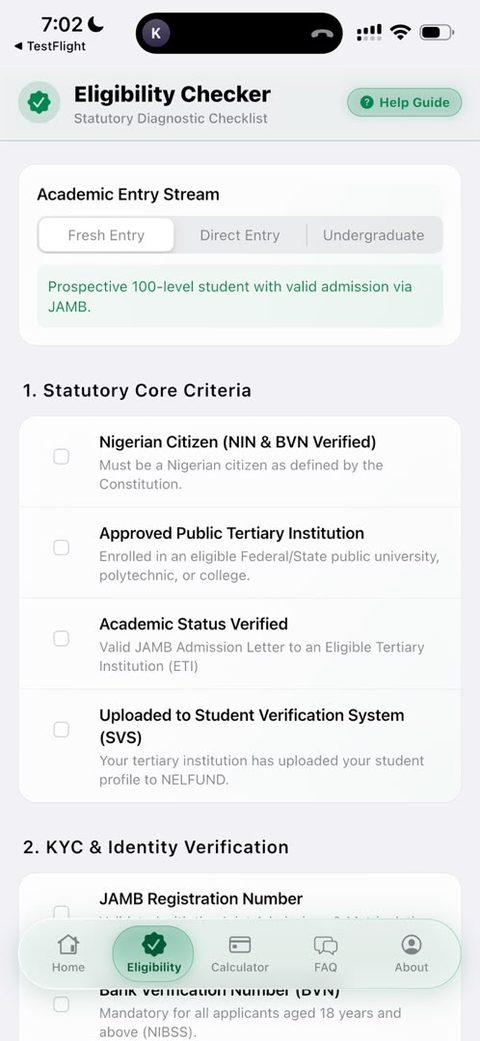 7:02
◀ TestFlight
K
Eligibility Checker
Statutory Diagnostic Checklist
? Help Guide
Academic Entry Stream
Fresh Entry
Direct Entry
Undergraduate
Prospective 100-level student with valid admission via
JAMB.
1. Statutory Core Criteria
Nigerian Citizen (NIN & BVN Verified)
Must be a Nigerian citizen as defined by the
Constitution.
Approved Public Tertiary Institution
Enrolled in an eligible Federal/State public university,
polytechnic, or college.
Academic Status Verified
Valid JAMB Admission Letter to an Eligible Tertiary
Institution (ETI)
Uploaded to Student Verification System
(SVS)
Your tertiary institution has uploaded your student
profile to NELFUND.
2. KYC & Identity Verification
JAMB Registration Number
Home
Eligibility
Calculator
FAQ
About
Bank Verification Number (BVN)
Mandatory for all applicants aged 18 years and
above (NIBSS).